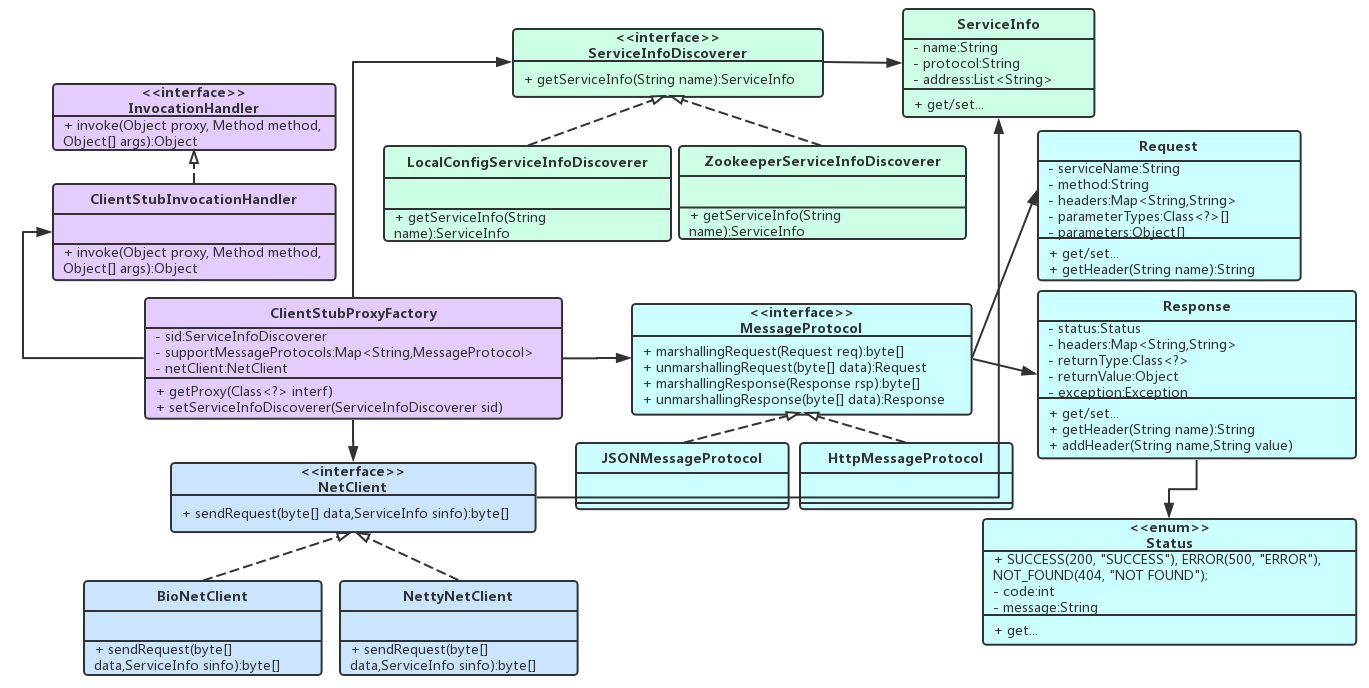 <<interface>>
InvocationHandler
+ invoke(Object proxy, Method method,
Object[] args):Object
ClientStubInvocationHandler
+ invoke(Object proxy, Method method,
Object[] args):Object
<<interface>>
ServiceInfoDiscoverer
+ getServiceInfo(String name):ServiceInfo
ServiceInfo
- name:String
- protocol:String
- address:List<String>
+ get/set...
LocalConfigServiceInfoDiscoverer
+ getServiceInfo(String
name):ServiceInfo
ZookeeperServiceInfoDiscoverer
+ getServiceInfo(String
name):ServiceInfo
Request
- serviceName:String
- method:String
- headers:Map<String,String>
- parameterTypes:Class<?>[]
- parameters:Object[]
+ get/set...
+ getHeader(String name):String
ClientStubProxyFactory
- sid:ServiceInfoDiscoverer
- supportMessageProtocols:Map<String,MessageProtocol>
- netClient:NetClient
+ getProxy(Class<?> interf)
+ setServiceInfoDiscoverer(ServiceInfoDiscoverer sid)
<<interface>>
MessageProtocol
+ marshallingRequest(Request req):byte[]
+ unmarshallingRequest(byte[] data):Request
+ marshallingResponse(Response rsp):byte[]
+ unmarshallingResponse(byte[] data):Response
Response
- status:Status
- headers:Map<String,String>
- returnType:Class<?>
- returnValue:Object
- exception:Exception
+ get/set...
+ getHeader(String name):String
+ addHeader(String name,String value)
JSONMessageProtocol
HttpMessageProtocol
<<interface>>
NetClient
+ sendRequest(byte[] data,ServiceInfo sinfo):byte[]
<<enum>>
Status
+ SUCCESS(200, "SUCCESS"), ERROR(500, "ERROR"),
NOT_FOUND(404, "NOT FOUND");
- code:int
- message:String
+ get...
BioNetClient
+ sendRequest(byte[]
data,ServiceInfo sinfo):byte[]
NettyNetClient
+ sendRequest(byte[]
data,ServiceInfo sinfo):byte[]